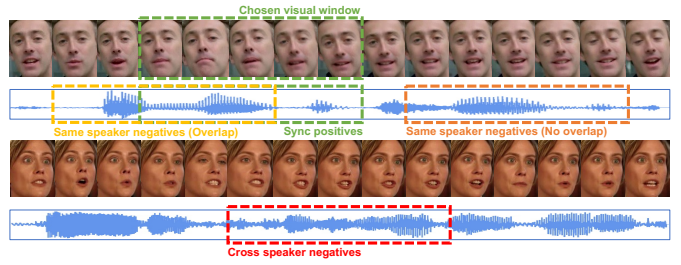 Chosen visual window
Same speaker negatives (Overlap)
Sync positives
Same speaker negatives (No overlap)
Cross speaker negatives